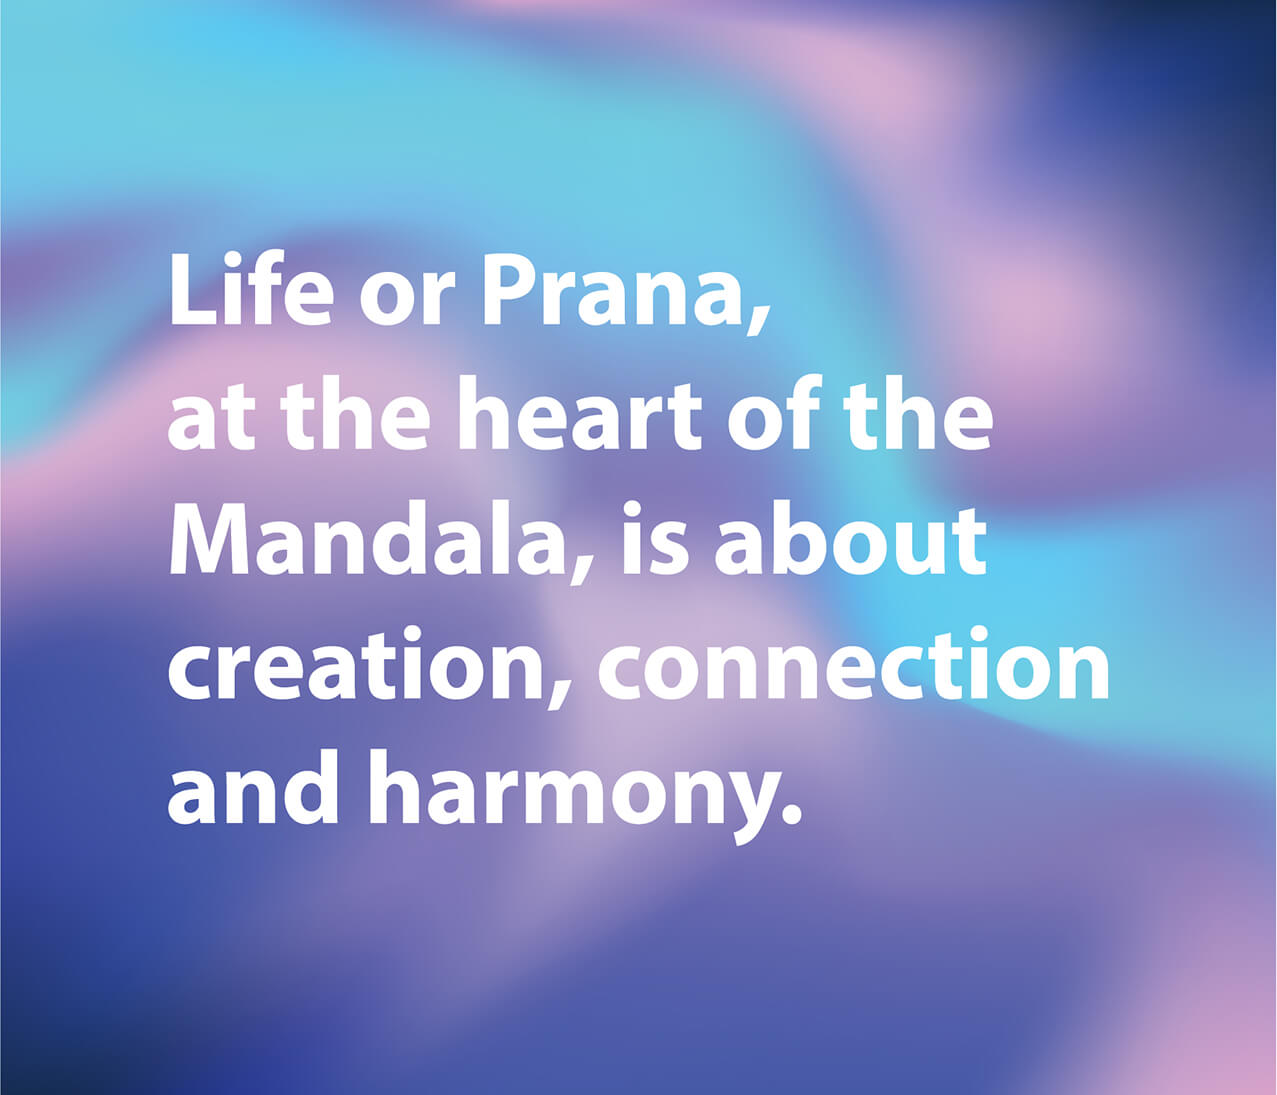 Life or Prana,
at the heart of the
Mandala, is about
creation, connection
and harmony.